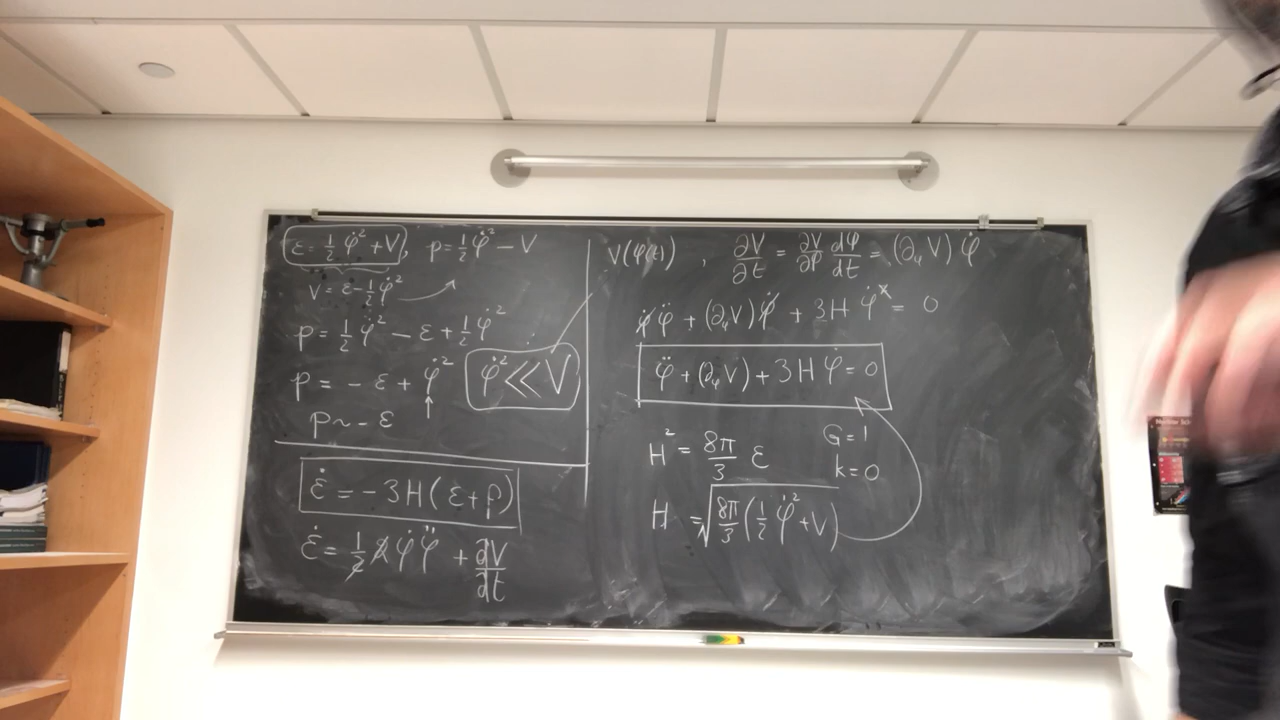 ε = ½ φ̇² + V, p = ½ φ̇² − V
V = ε − ½ φ̇²
p = ½ φ̇² − ε + ½ φ̇²
p = − ε + φ̇²
φ̇² ≪ V
p ~ − ε
ε̇ = −3H(ε + p)
ε̇ = ½ 2 φ̇ φ̈ + dV/dt
V(φ(t)), ∂V/∂t = ∂V/∂φ dφ/dt = (∂φ V) φ̇
φ̇ φ̈ + (∂φ V) φ̇ + 3H φ̇² = 0
φ̈ + (∂φ V) + 3H φ̇ = 0
H² = 8π/3 ε
G = 1
k = 0
H = √(8π/3 (½ φ̇² + V))